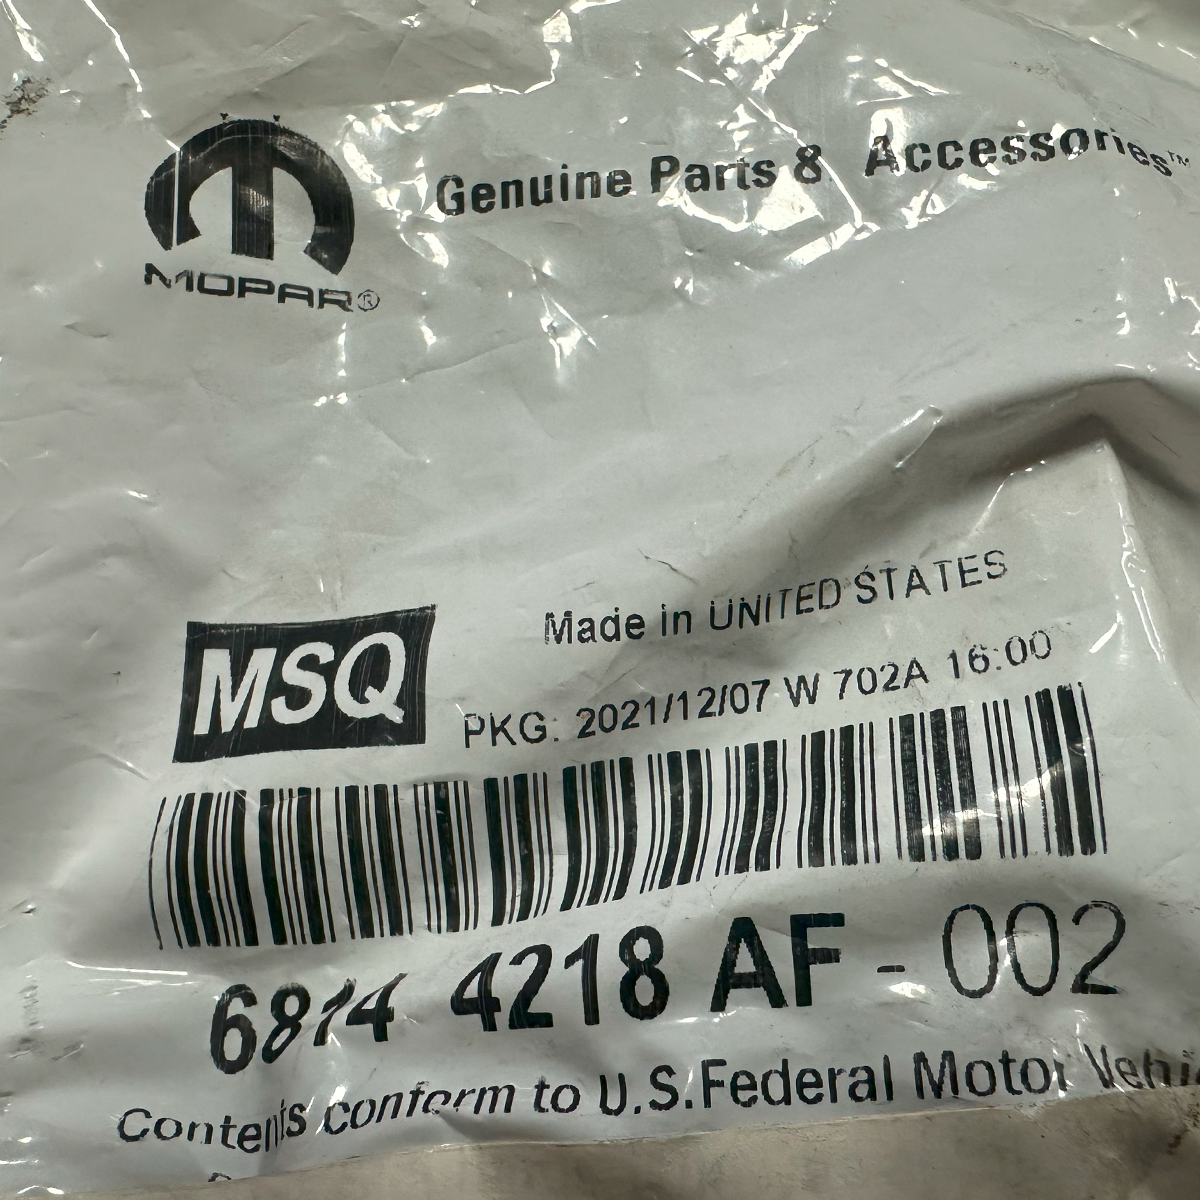 MOPAR®
Genuine Parts & Accessories™
MSQ
Made in UNITED STATES
PKG: 2021/12/07 W 702A 16:00
6814 4218 AF - 002
Contents conform to U.S. Federal Motor